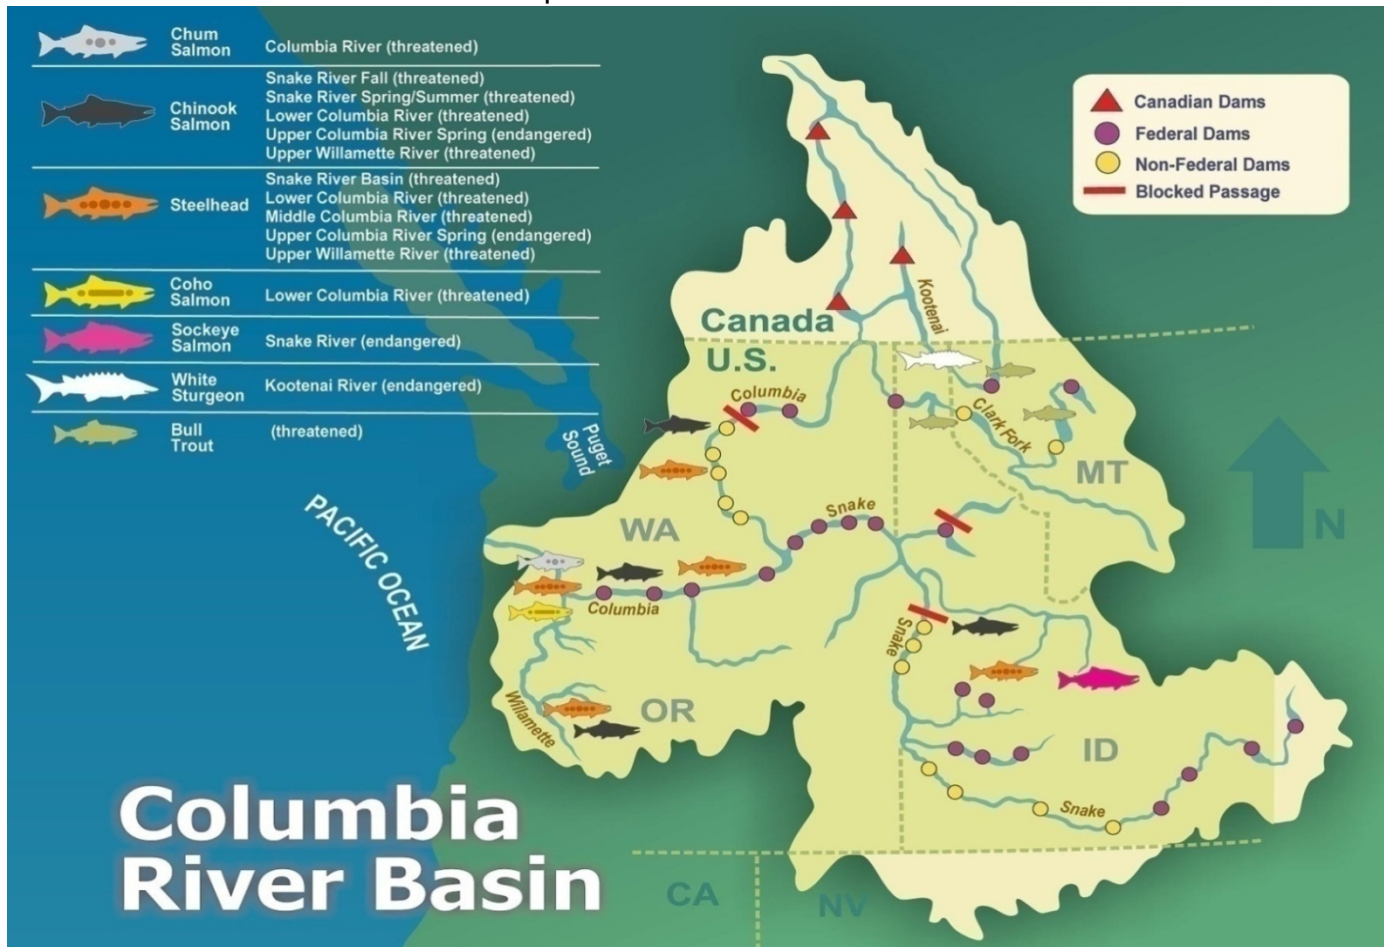 Chum
Salmon
Columbia River (threatened)
Chinook
Salmon
Snake River Fall (threatened)
Snake River Spring/Summer (threatened)
Lower Columbia River (threatened)
Upper Columbia River Spring (endangered)
Upper Willamette River (threatened)
Steelhead
Snake River Basin (threatened)
Lower Columbia River (threatened)
Middle Columbia River (threatened)
Upper Columbia River Spring (endangered)
Upper Willamette River (threatened)
Coho
Salmon
Lower Columbia River (threatened)
Sockeye
Salmon
Snake River (endangered)
White
Sturgeon
Kootenai River (endangered)
Bull
Trout
(threatened)
Canadian Dams
Federal Dams
Non-Federal Dams
Blocked Passage
Kootenai
Canada
U.S.
Columbia
Clark Fork
Puget
Sound
MT
PACIFIC OCEAN
WA
Snake
N
Columbia
Snake
Willamette
OR
ID
Snake
Columbia
River Basin
CA
NV